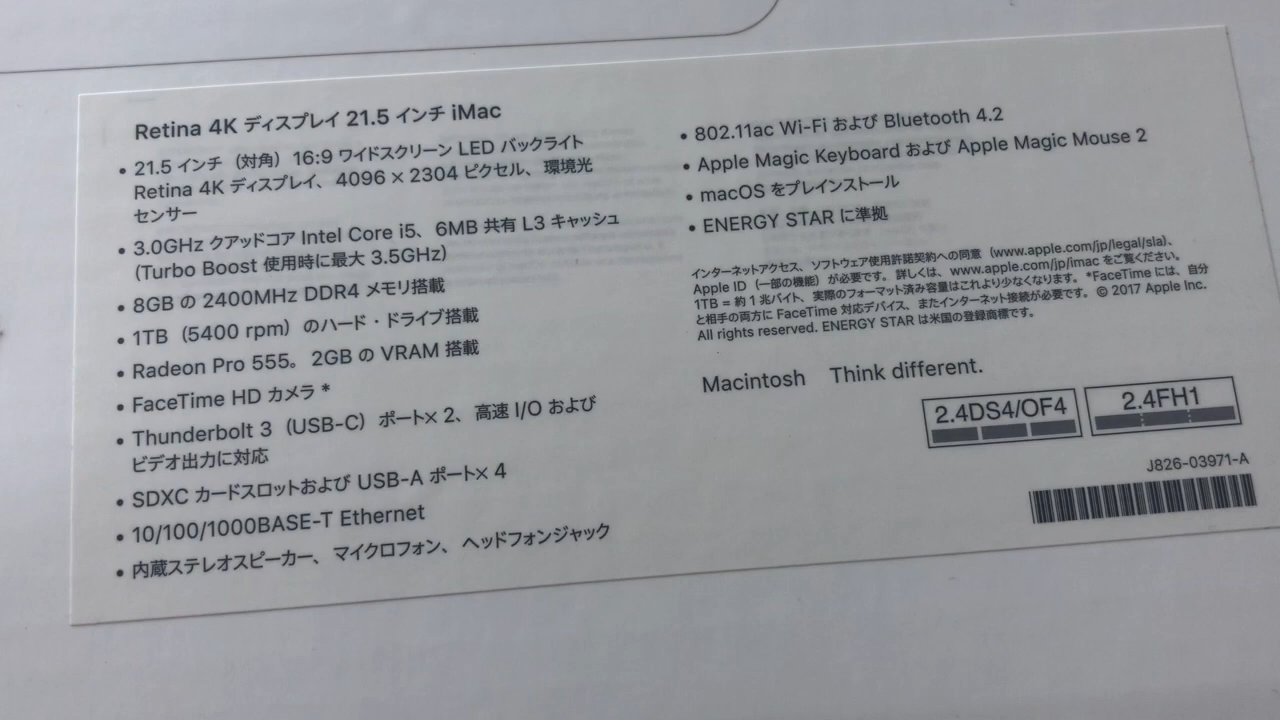 Retina 4K ディスプレイ 21.5 インチ iMac
• 21.5 インチ（対角）16:9 ワイドスクリーン LED バックライト
Retina 4K ディスプレイ、4096 × 2304 ピクセル、環境光
センサー
• 3.0GHz クアッドコア Intel Core i5、6MB 共有 L3 キャッシュ
(Turbo Boost 使用時に最大 3.5GHz)
• 8GB の 2400MHz DDR4 メモリ搭載
• 1TB（5400 rpm）のハード・ドライブ搭載
• Radeon Pro 555。2GB の VRAM 搭載
• FaceTime HD カメラ *
• Thunderbolt 3（USB-C）ポート× 2、高速 I/O および
ビデオ出力に対応
• SDXC カードスロットおよび USB-A ポート× 4
• 10/100/1000BASE-T Ethernet
• 内蔵ステレオスピーカー、マイクロフォン、ヘッドフォンジャック
• 802.11ac Wi-Fi および Bluetooth 4.2
• Apple Magic Keyboard および Apple Magic Mouse 2
• macOS をプレインストール
• ENERGY STAR に準拠
インターネットアクセス、ソフトウェア使用許諾契約への同意（www.apple.com/jp/legal/sla)、
Apple ID（一部の機能）が必要です。詳しくは、www.apple.com/jp/imac をご覧ください。
1TB = 約 1 兆バイト、実際のフォーマット済み容量はこれより少なくなります。*FaceTime には、自分
と相手の両方に FaceTime 対応デバイス、またインターネット接続が必要です。© 2017 Apple Inc.
All rights reserved. ENERGY STAR は米国の登録商標です。
Macintosh Think different.
2.4DS4/OF4 2.4FH1
J826-03971-A